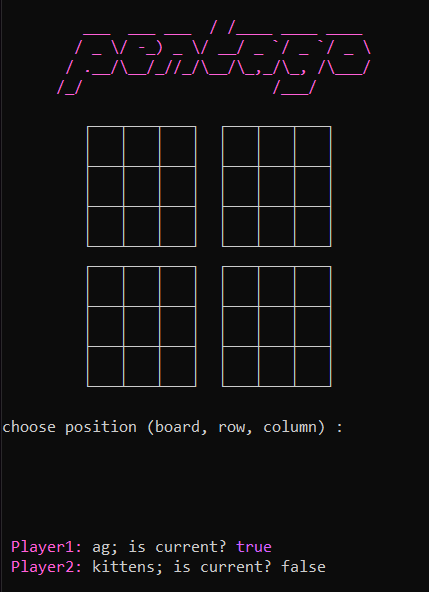 pentago
choose position (board, row, column) :
Player1: ag; is current? true
Player2: kittens; is current? false